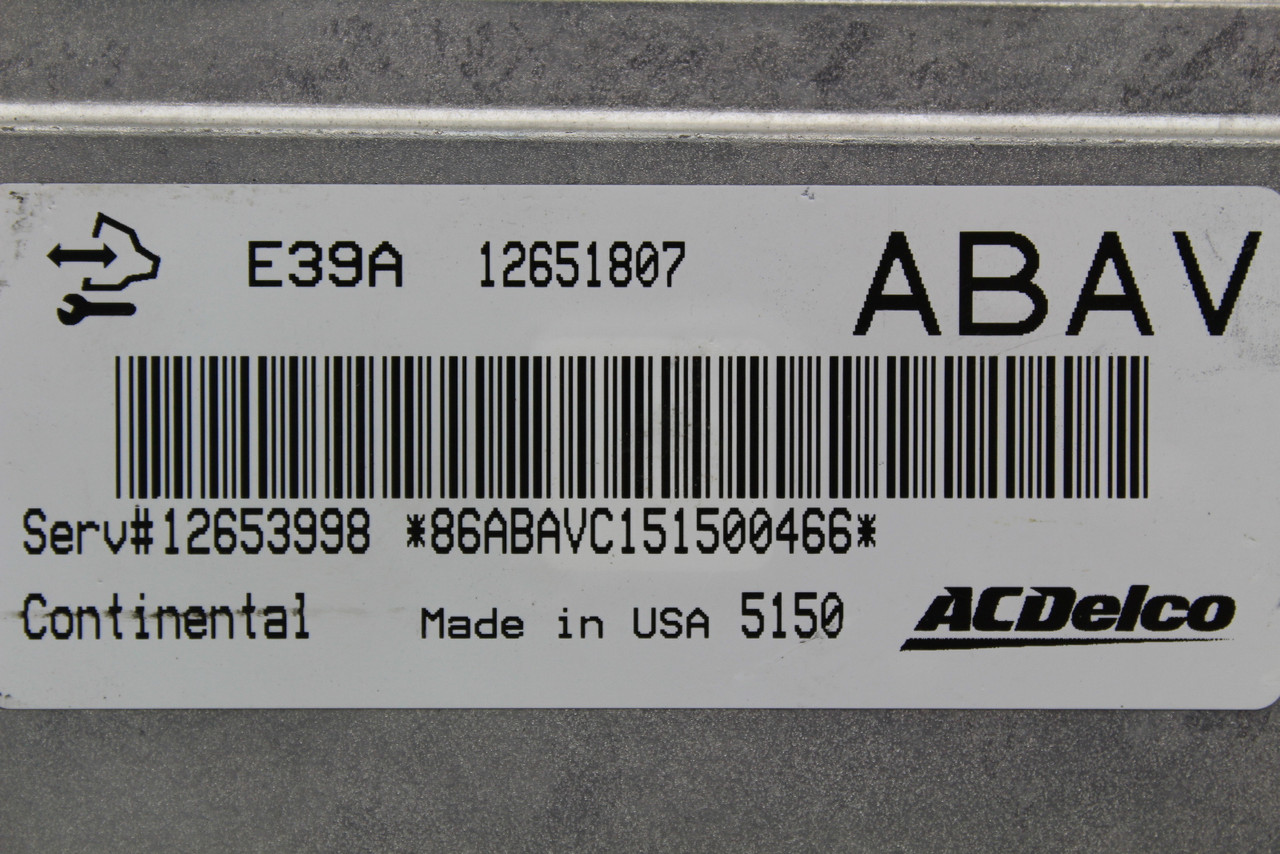 E39A 12651807 ABAV
Serv#12653998 *86ABAVC151500466*
Continental Made in USA 5150 ACDelco